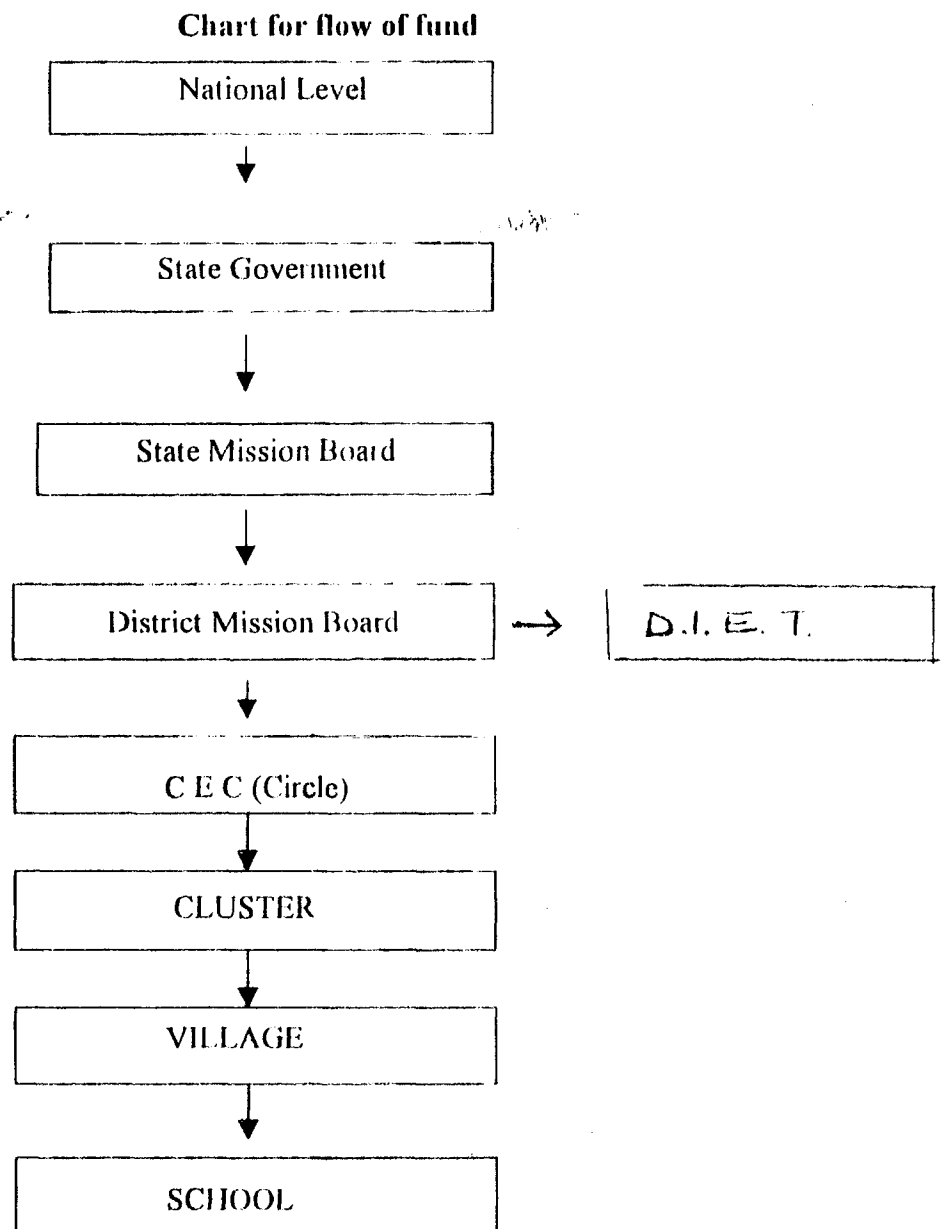 Chart for flow of fund
National Level
State Government
State Mission Board
District Mission Board
D.I.E.T.
C E C (Circle)
CLUSTER
VILLAGE
SCHOOL